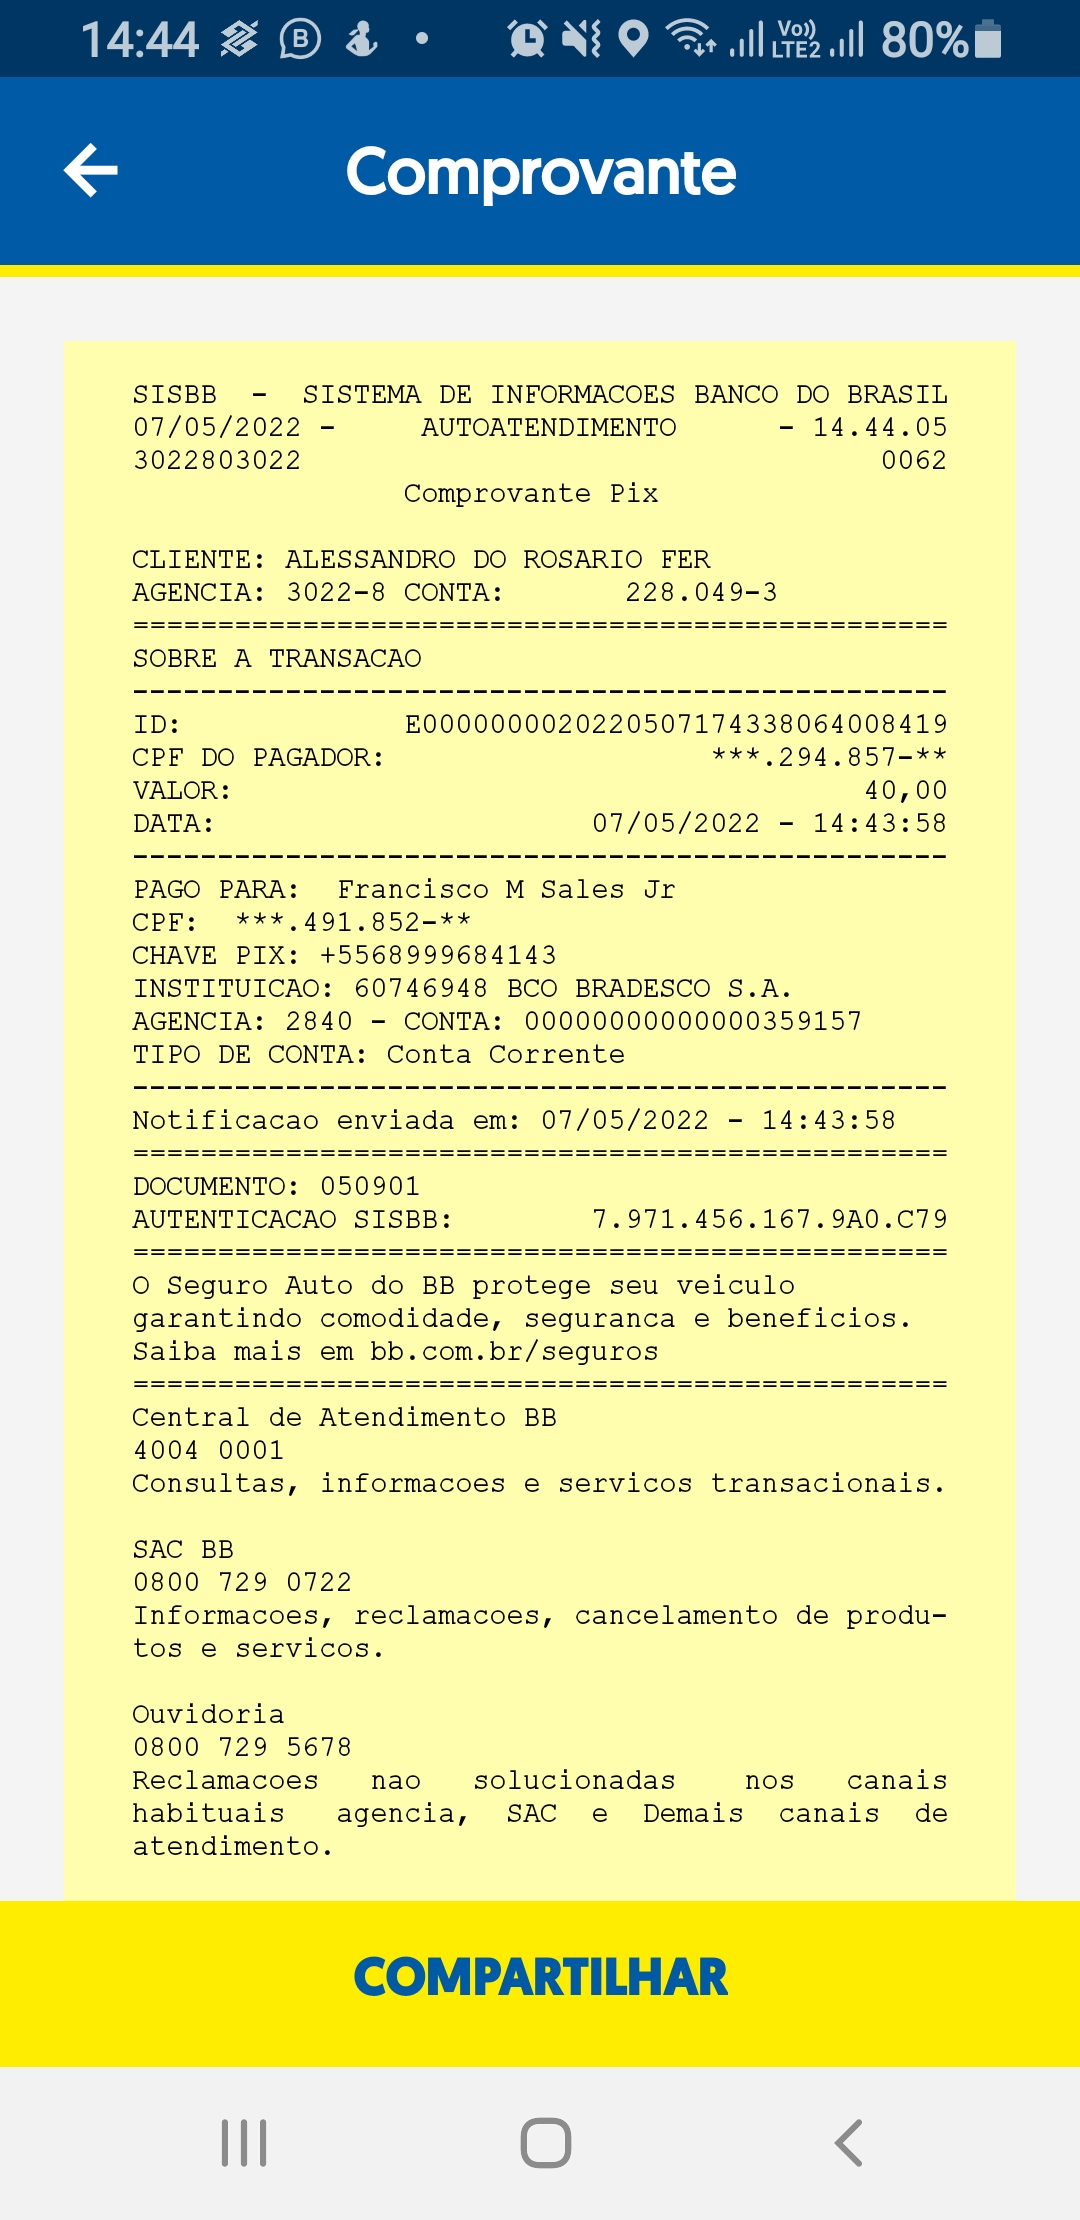 14:44 Vo)) LTE2 80%
Comprovante
SISBB - SISTEMA DE INFORMACOES BANCO DO BRASIL
07/05/2022 - AUTOATENDIMENTO - 14.44.05
3022803022 0062
Comprovante Pix
CLIENTE: ALESSANDRO DO ROSARIO FER
AGENCIA: 3022-8 CONTA: 228.049-3
================================================
SOBRE A TRANSACAO
------------------------------------------------
ID: E00000000202205071743380640​08419
CPF DO PAGADOR: ***.294.857-**
VALOR: 40,00
DATA: 07/05/2022 - 14:43:58
------------------------------------------------
PAGO PARA: Francisco M Sales Jr
CPF: ***.491.852-**
CHAVE PIX: +5568999684143
INSTITUICAO: 60746948 BCO BRADESCO S.A.
AGENCIA: 2840 - CONTA: 00000000000000359157
TIPO DE CONTA: Conta Corrente
------------------------------------------------
Notificacao enviada em: 07/05/2022 - 14:43:58
================================================
DOCUMENTO: 050901
AUTENTICACAO SISBB: 7.971.456.167.9A0.C79
================================================
O Seguro Auto do BB protege seu veiculo
garantindo comodidade, seguranca e beneficios.
Saiba mais em bb.com.br/seguros
================================================
Central de Atendimento BB
4004 0001
Consultas, informacoes e servicos transacionais.
SAC BB
0800 729 0722
Informacoes, reclamacoes, cancelamento de produ-
tos e servicos.
Ouvidoria
0800 729 5678
Reclamacoes nao solucionadas nos canais
habituais agencia, SAC e Demais canais de
atendimento.
COMPARTILHAR